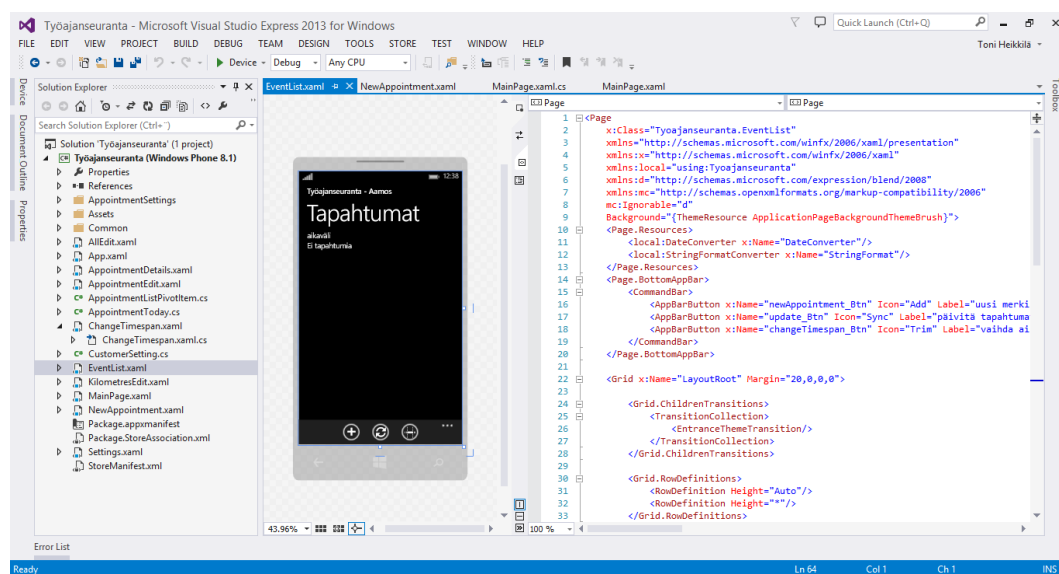 Työajanseuranta - Microsoft Visual Studio Express 2013 for Windows
Quick Launch (Ctrl+Q)
FILE EDIT VIEW PROJECT BUILD DEBUG TEAM DESIGN TOOLS STORE TEST WINDOW HELP
Toni Heikkilä
Device Debug Any CPU
Device
Document Outline
Properties
Toolbox
Solution Explorer
Search Solution Explorer (Ctrl+¨)
Solution 'Työajanseuranta' (1 project)
Työajanseuranta (Windows Phone 8.1)
Properties
References
AppointmentSettings
Assets
Common
AllEdit.xaml
App.xaml
AppointmentDetails.xaml
AppointmentEdit.xaml
AppointmentListPivotItem.cs
AppointmentToday.cs
ChangeTimespan.xaml
ChangeTimespan.xaml.cs
CustomerSetting.cs
EventList.xaml
KilometresEdit.xaml
MainPage.xaml
NewAppointment.xaml
Package.appxmanifest
Package.StoreAssociation.xml
Settings.xaml
StoreManifest.xml
EventList.xaml NewAppointment.xaml MainPage.xaml.cs MainPage.xaml
12:38
Työajanseuranta - Aamos
Tapahtumat
aikaväli
Ei tapahtumia
43.96%
Page Page
1 <Page
2 x:Class="Tyoajanseuranta.EventList"
3 xmlns="http://schemas.microsoft.com/winfx/2006/xaml/presentation"
4 xmlns:x="http://schemas.microsoft.com/winfx/2006/xaml"
5 xmlns:local="using:Tyoajanseuranta"
6 xmlns:d="http://schemas.microsoft.com/expression/blend/2008"
7 xmlns:mc="http://schemas.openxmlformats.org/markup-compatibility/2006"
8 mc:Ignorable="d"
9 Background="{ThemeResource ApplicationPageBackgroundThemeBrush}">
10 <Page.Resources>
11 <local:DateConverter x:Name="DateConverter"/>
12 <local:StringFormatConverter x:Name="StringFormat"/>
13 </Page.Resources>
14 <Page.BottomAppBar>
15 <CommandBar>
16 <AppBarButton x:Name="newAppointment_Btn" Icon="Add" Label="uusi merki
17 <AppBarButton x:Name="update_Btn" Icon="Sync" Label="päivitä tapahtuma
18 <AppBarButton x:Name="changeTimespan_Btn" Icon="Trim" Label="vaihda ai
19 </CommandBar>
20 </Page.BottomAppBar>
21
22 <Grid x:Name="LayoutRoot" Margin="20,0,0,0">
23
24 <Grid.ChildrenTransitions>
25 <TransitionCollection>
26 <EntranceThemeTransition/>
27 </TransitionCollection>
28 </Grid.ChildrenTransitions>
29
30 <Grid.RowDefinitions>
31 <RowDefinition Height="Auto"/>
32 <RowDefinition Height="*"/>
33 </Grid.RowDefinitions>
100 %
Error List
Ready Ln 64 Col 1 Ch 1 INS